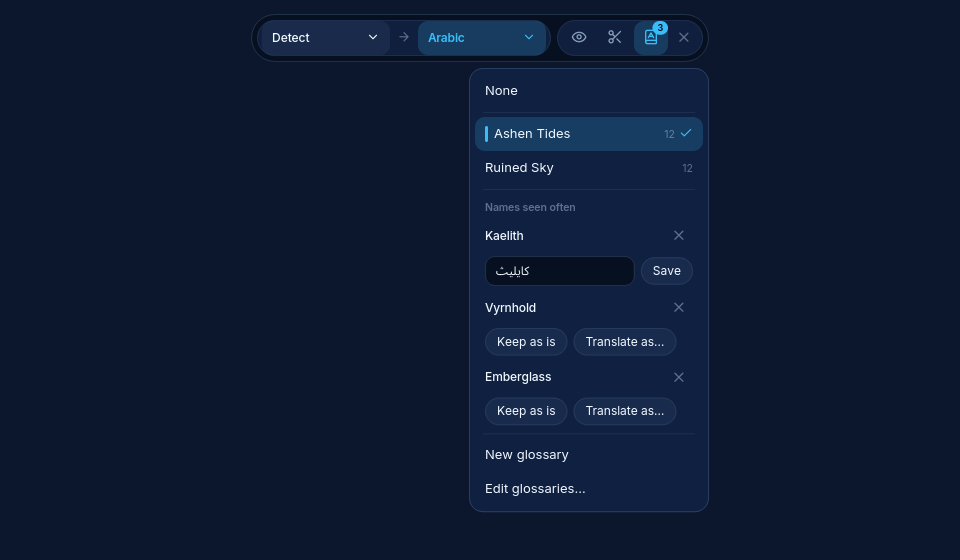 Detect
Arabic
3
None
Ashen Tides 12
Ruined Sky 12
Names seen often
Kaelith
كايليث Save
Vyrnhold
Keep as is Translate as...
Emberglass
Keep as is Translate as...
New glossary
Edit glossaries...